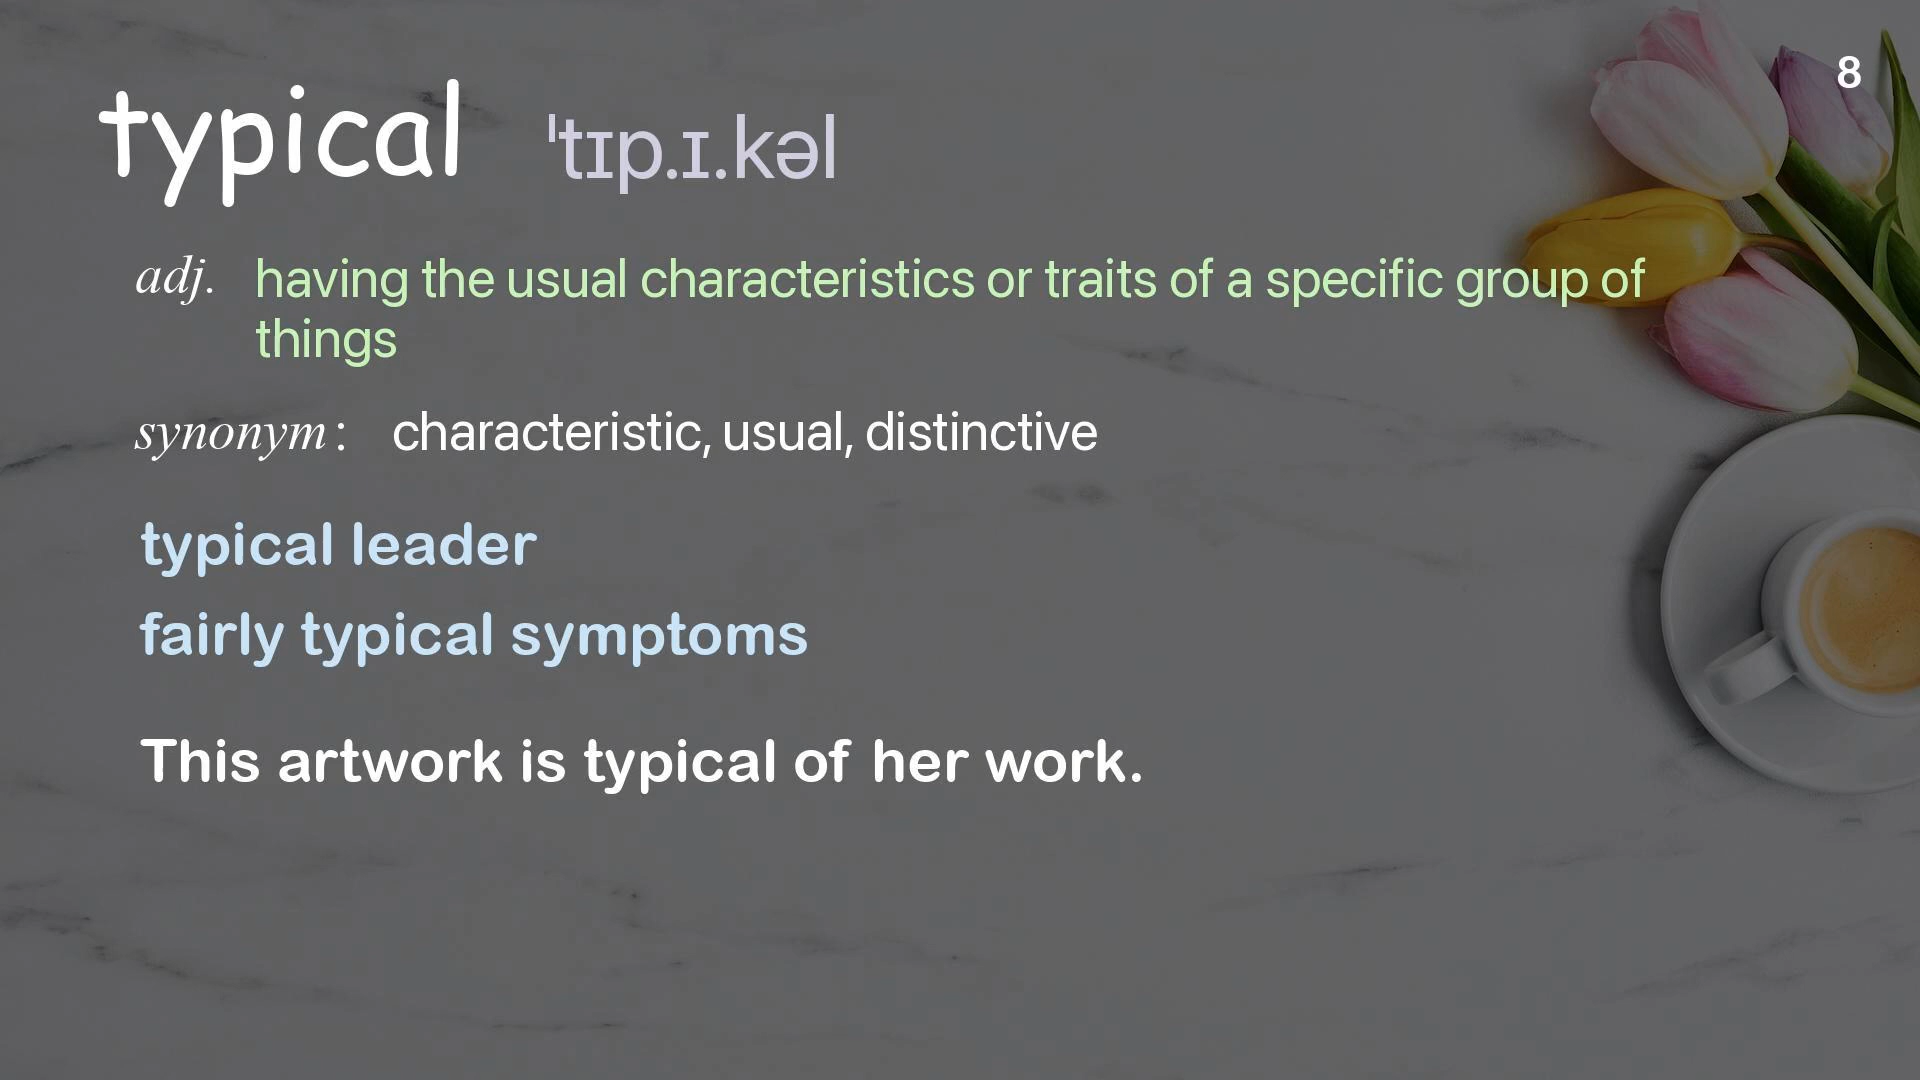 8
typical ˈtɪp.ɪ.kəl
adj. having the usual characteristics or traits of a specific group of
things
synonym: characteristic, usual, distinctive
typical leader
fairly typical symptoms
This artwork is typical of her work.